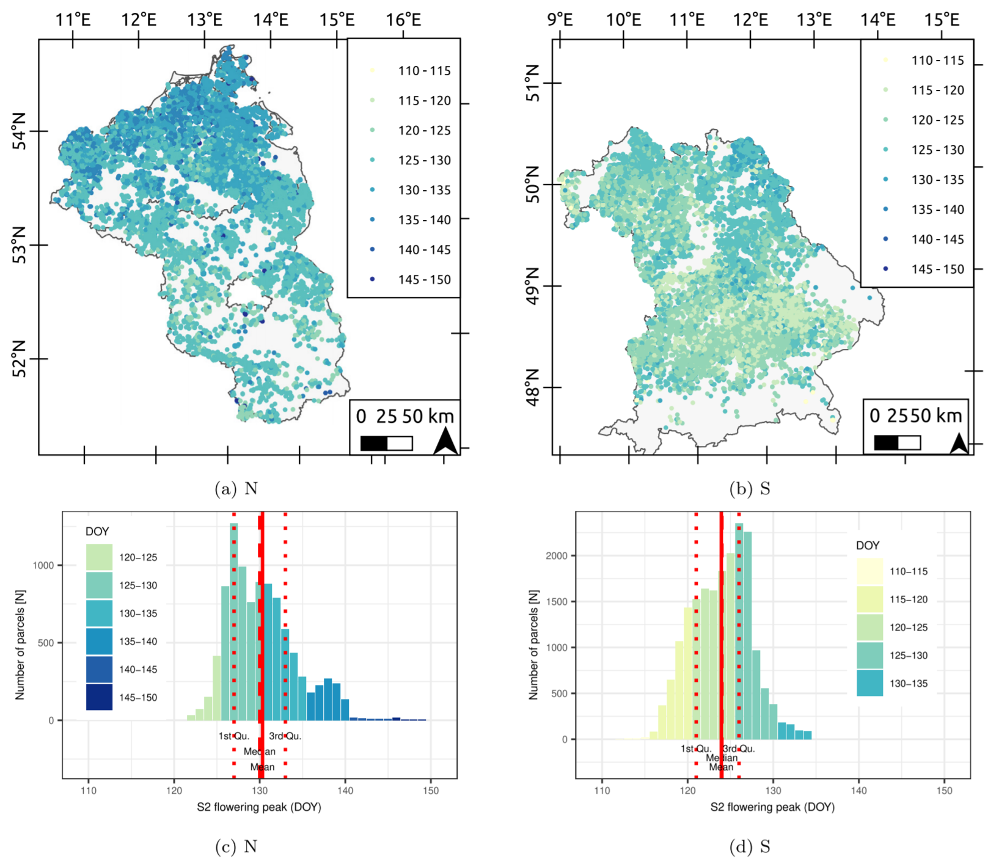 11°E 12°E 13°E 14°E 15°E 16°E
54°N
53°N
52°N
110 - 115
115 - 120
120 - 125
125 - 130
130 - 135
135 - 140
140 - 145
145 - 150
0 25 50 km
(a) N
9°E 10°E 11°E 12°E 13°E 14°E 15°E
51°N
50°N
49°N
48°N
110 - 115
115 - 120
120 - 125
125 - 130
130 - 135
135 - 140
140 - 145
145 - 150
0 2550 km
(b) S
Number of parcels [N]
1000
500
0
DOY
120–125
125–130
130–135
135–140
140–145
145–150
1st Qu. 3rd Qu.
Median
Mean
110 120 130 140 150
S2 flowering peak (DOY)
(c) N
Number of parcels [N]
2000
1500
1000
500
0
DOY
110–115
115–120
120–125
125–130
130–135
1st Qu. 3rd Qu.
Median
Mean
110 120 130 140 150
S2 flowering peak (DOY)
(d) S